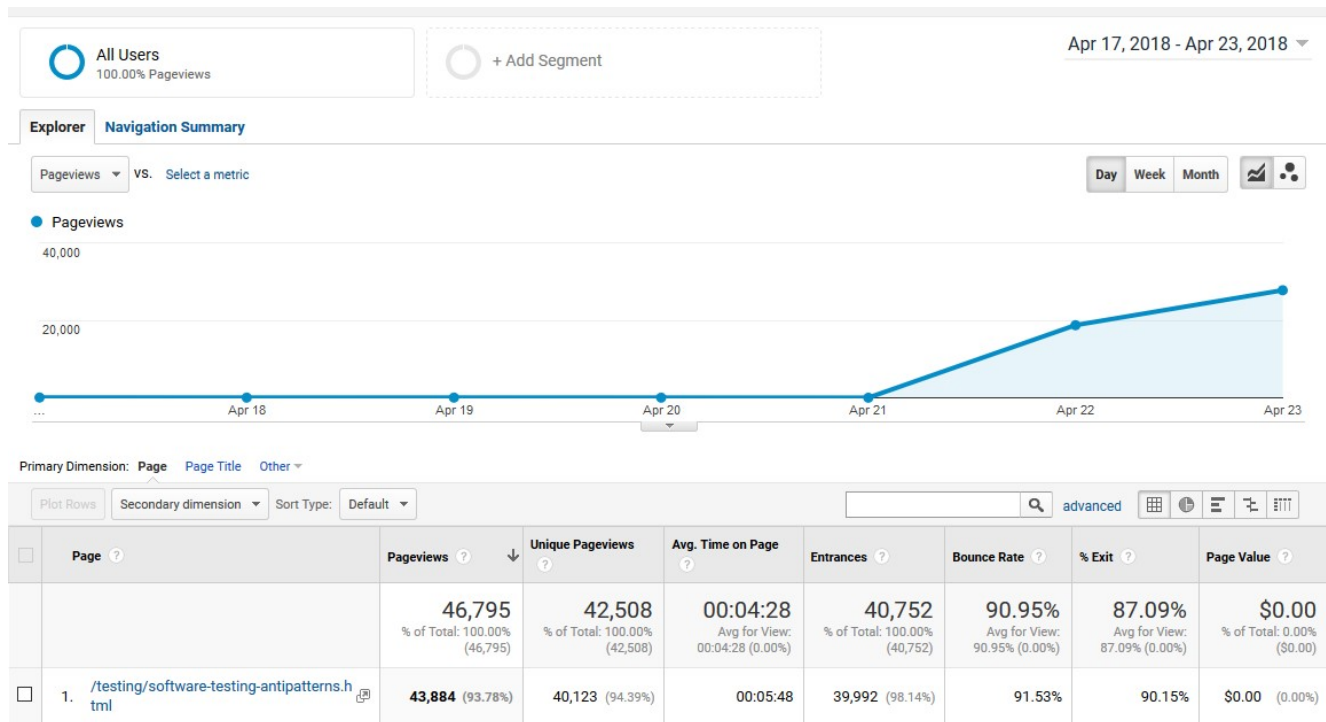 All Users
100.00% Pageviews
+ Add Segment
Apr 17, 2018 - Apr 23, 2018
Explorer Navigation Summary
Pageviews VS. Select a metric
Day Week Month
Pageviews
40,000
20,000
... Apr 18 Apr 19 Apr 20 Apr 21 Apr 22 Apr 23
Primary Dimension: Page Page Title Other
Plot Rows Secondary dimension Sort Type: Default advanced
Page ? Pageviews ? Unique Pageviews ? Avg. Time on Page ? Entrances ? Bounce Rate ? % Exit ? Page Value ?
46,795 42,508 00:04:28 40,752 90.95% 87.09% $0.00
% of Total: 100.00% % of Total: 100.00% Avg for View: % of Total: 100.00% Avg for View: Avg for View: % of Total: 0.00%
(46,795) (42,508) 00:04:28 (0.00%) (40,752) 90.95% (0.00%) 87.09% (0.00%) ($0.00)
1. /testing/software-testing-antipatterns.h
tml
43,884 (93.78%) 40,123 (94.39%) 00:05:48 39,992 (98.14%) 91.53% 90.15% $0.00 (0.00%)